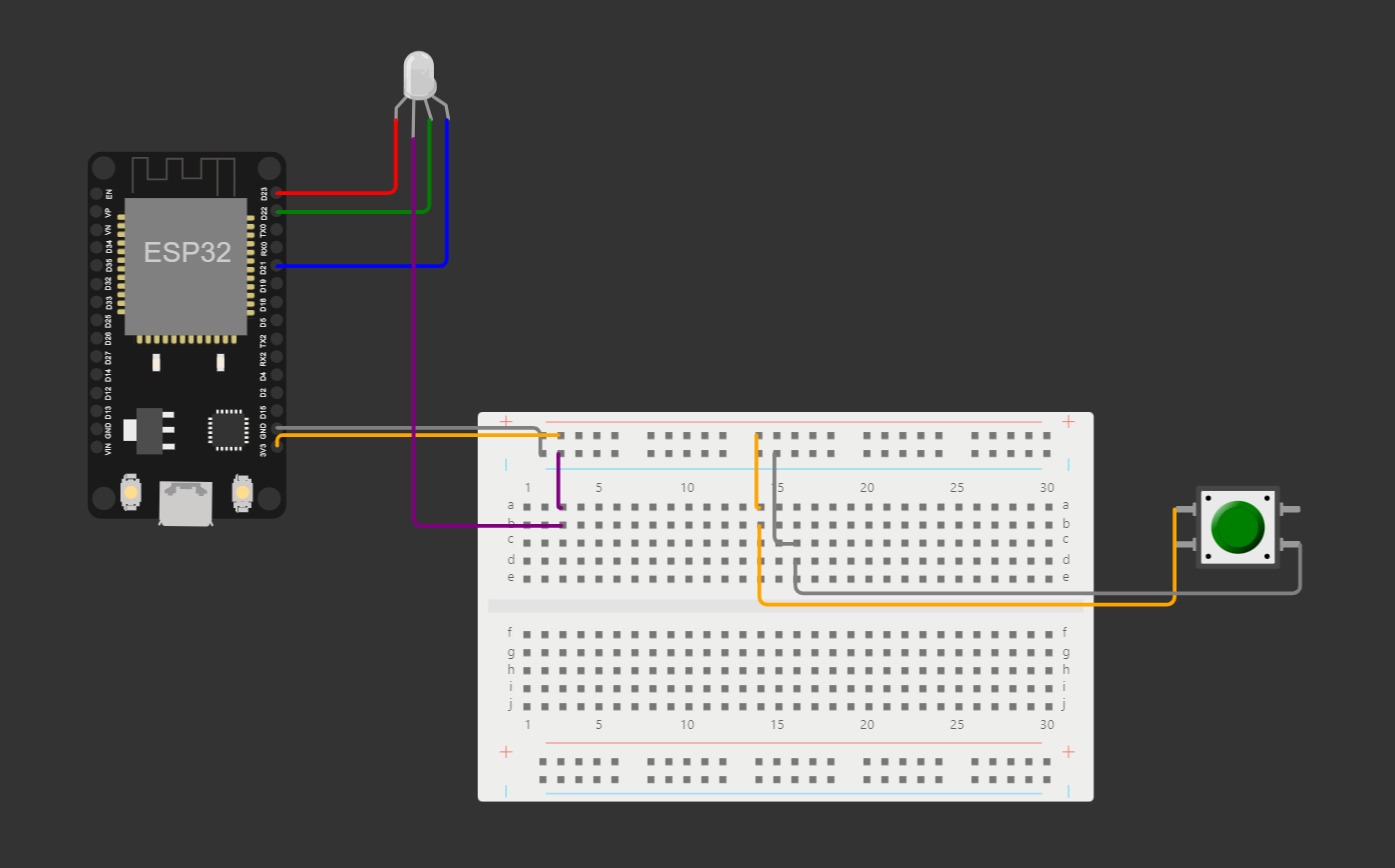 ESP32
EN
VP
VN
D34
D35
D32
D33
D25
D26
D27
D14
D12
D13
GND
VIN
D23
D22
TX0
RX0
D21
D19
D18
D5
TX2
RX2
D4
D2
D15
GND
3V3
+ +
| |
1 5 10 15 20 25 30
a a
b b
c c
d d
e e
f f
g g
h h
i i
j j
1 5 10 15 20 25 30
+ +
| |